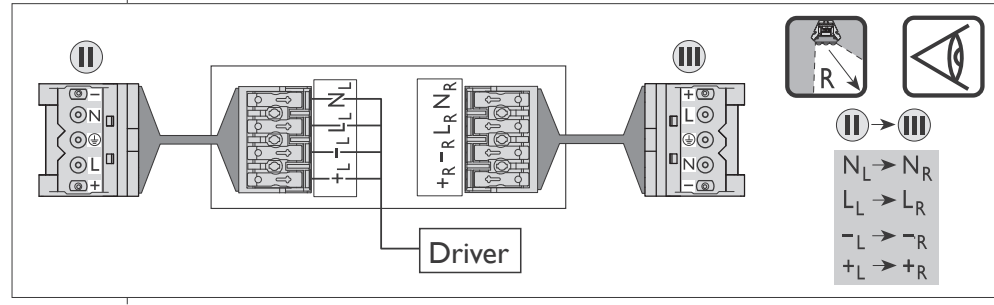 II
III
−
N
L
+
N_L
L_L
−_L
+_L
N_R
L_R
−_R
+_R
+
L
N
−
Driver
R
II → III
N_L → N_R
L_L → L_R
−_L → −_R
+_L → +_R